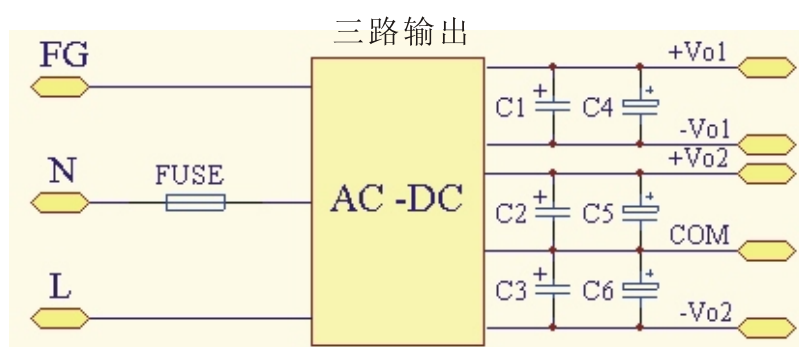 三路输出
FG
N
FUSE
L
AC -DC
+Vo1
C1
C4
-Vo1
+Vo2
C2
C5
COM
C3
C6
-Vo2